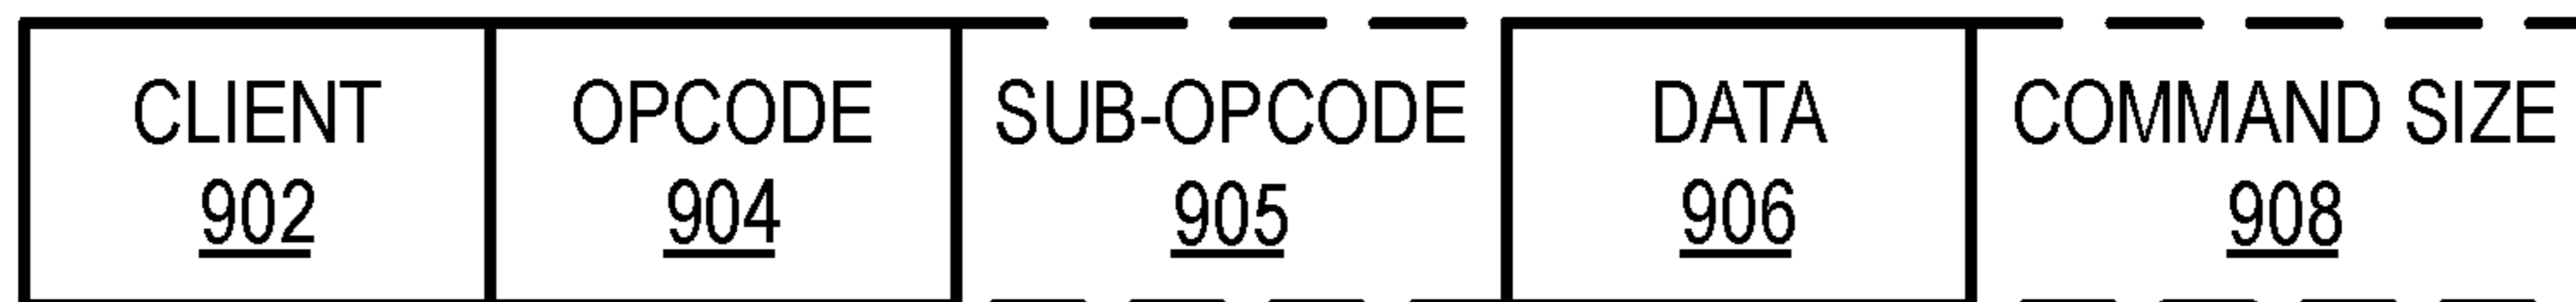 CLIENT OPCODE SUB-OPCODE DATA COMMAND SIZE
902 904 905 906 908